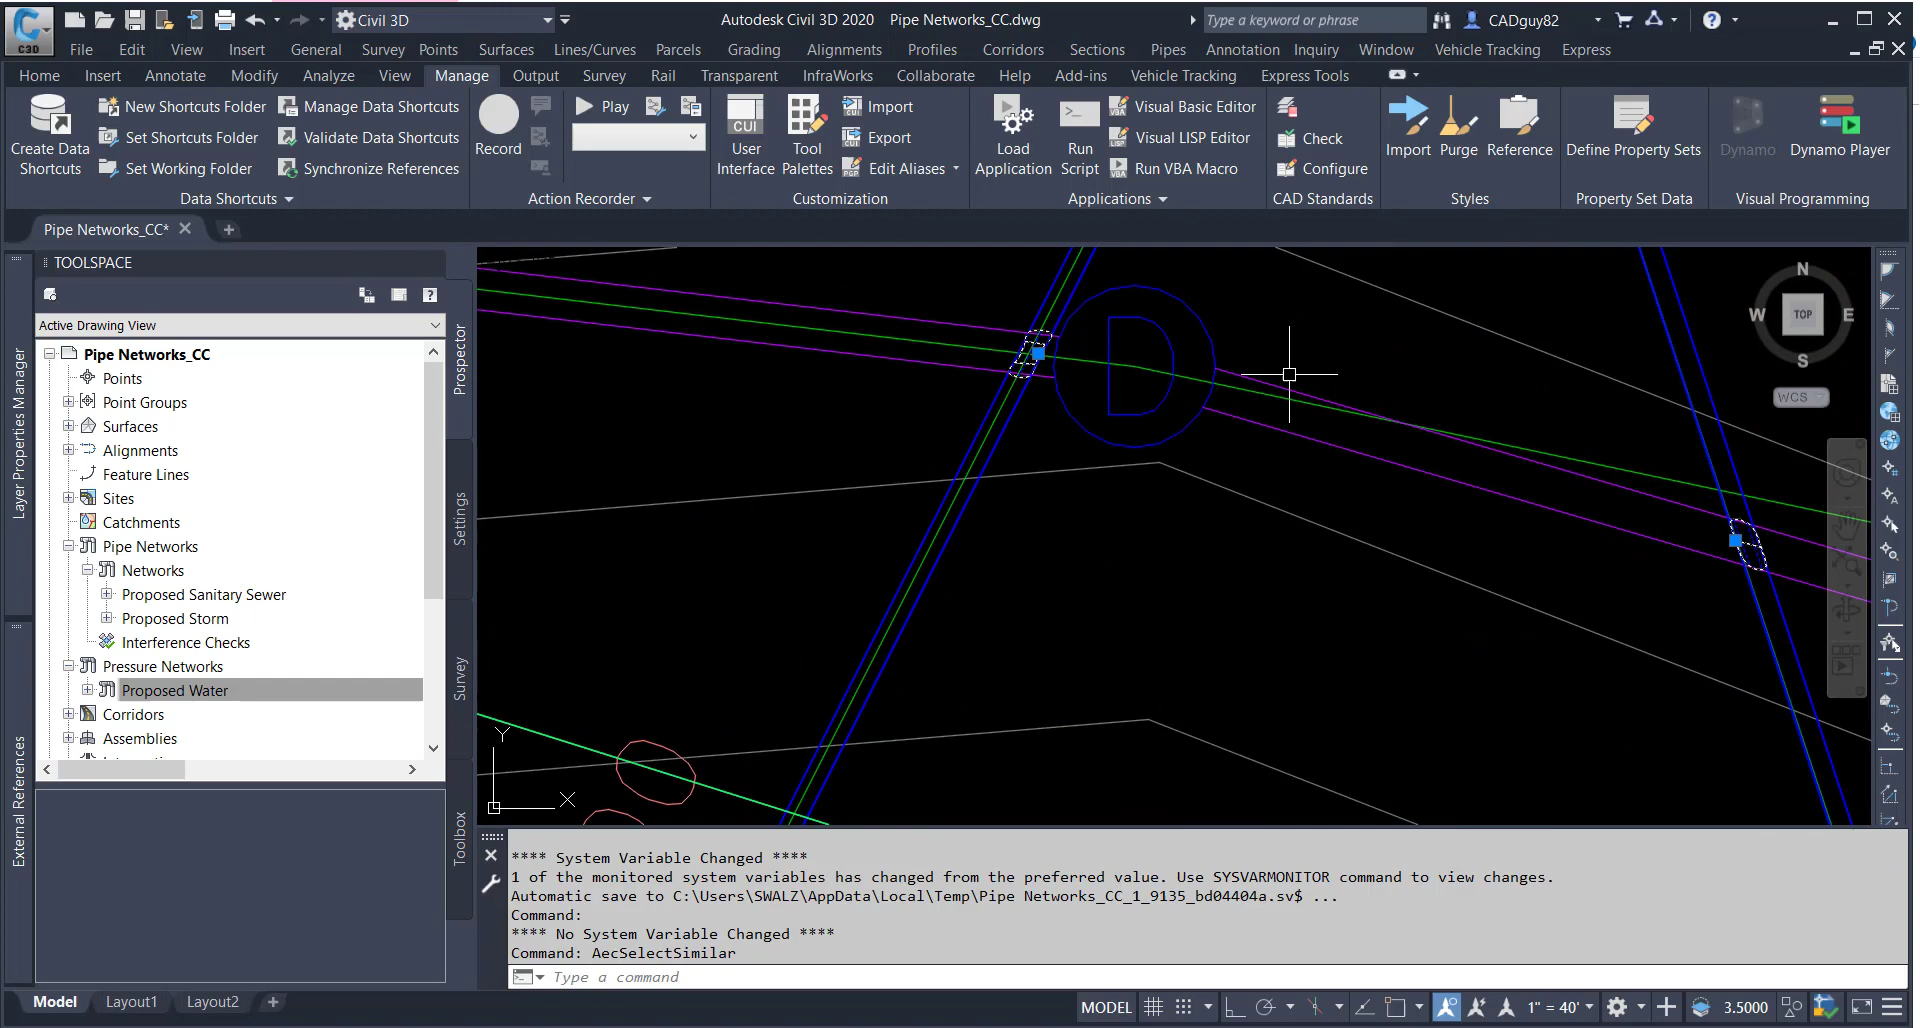 C3D
Civil 3D
Autodesk Civil 3D 2020 Pipe Networks_CC.dwg
Type a keyword or phrase
CADguy82
File Edit View Insert General Survey Points Surfaces Lines/Curves Parcels Grading Alignments Profiles Corridors Sections Pipes Annotation Inquiry Window Vehicle Tracking Express
Home Insert Annotate Modify Analyze View Manage Output Survey Rail Transparent InfraWorks Collaborate Help Add-ins Vehicle Tracking Express Tools
Create Data
Shortcuts
New Shortcuts Folder
Set Shortcuts Folder
Set Working Folder
Manage Data Shortcuts
Validate Data Shortcuts
Synchronize References
Data Shortcuts
Record
Play
Action Recorder
CUI
User
Interface
Tool
Palettes
Import
Export
Edit Aliases
Customization
Load
Application
Run
Script
Visual Basic Editor
Visual LISP Editor
Run VBA Macro
Applications
Check
Configure
CAD Standards
Import
Purge
Reference
Styles
Define Property Sets
Property Set Data
Dynamo
Dynamo Player
Visual Programming
Pipe Networks_CC*
TOOLSPACE
Active Drawing View
Pipe Networks_CC
Points
Point Groups
Surfaces
Alignments
Feature Lines
Sites
Catchments
Pipe Networks
Networks
Proposed Sanitary Sewer
Proposed Storm
Interference Checks
Pressure Networks
Proposed Water
Corridors
Assemblies
Layer Properties Manager
External References
Prospector
Settings
Survey
Toolbox
D
N
W
TOP
E
S
WCS
Y
X
**** System Variable Changed ****
1 of the monitored system variables has changed from the preferred value. Use SYSVARMONITOR command to view changes.
Automatic save to C:\Users\SWALZ\AppData\Local\Temp\Pipe Networks_CC_1_9135_bd04404a.sv$ ...
Command:
**** No System Variable Changed ****
Command: AecSelectSimilar
Type a command
Model Layout1 Layout2
MODEL
1" = 40'
3.5000